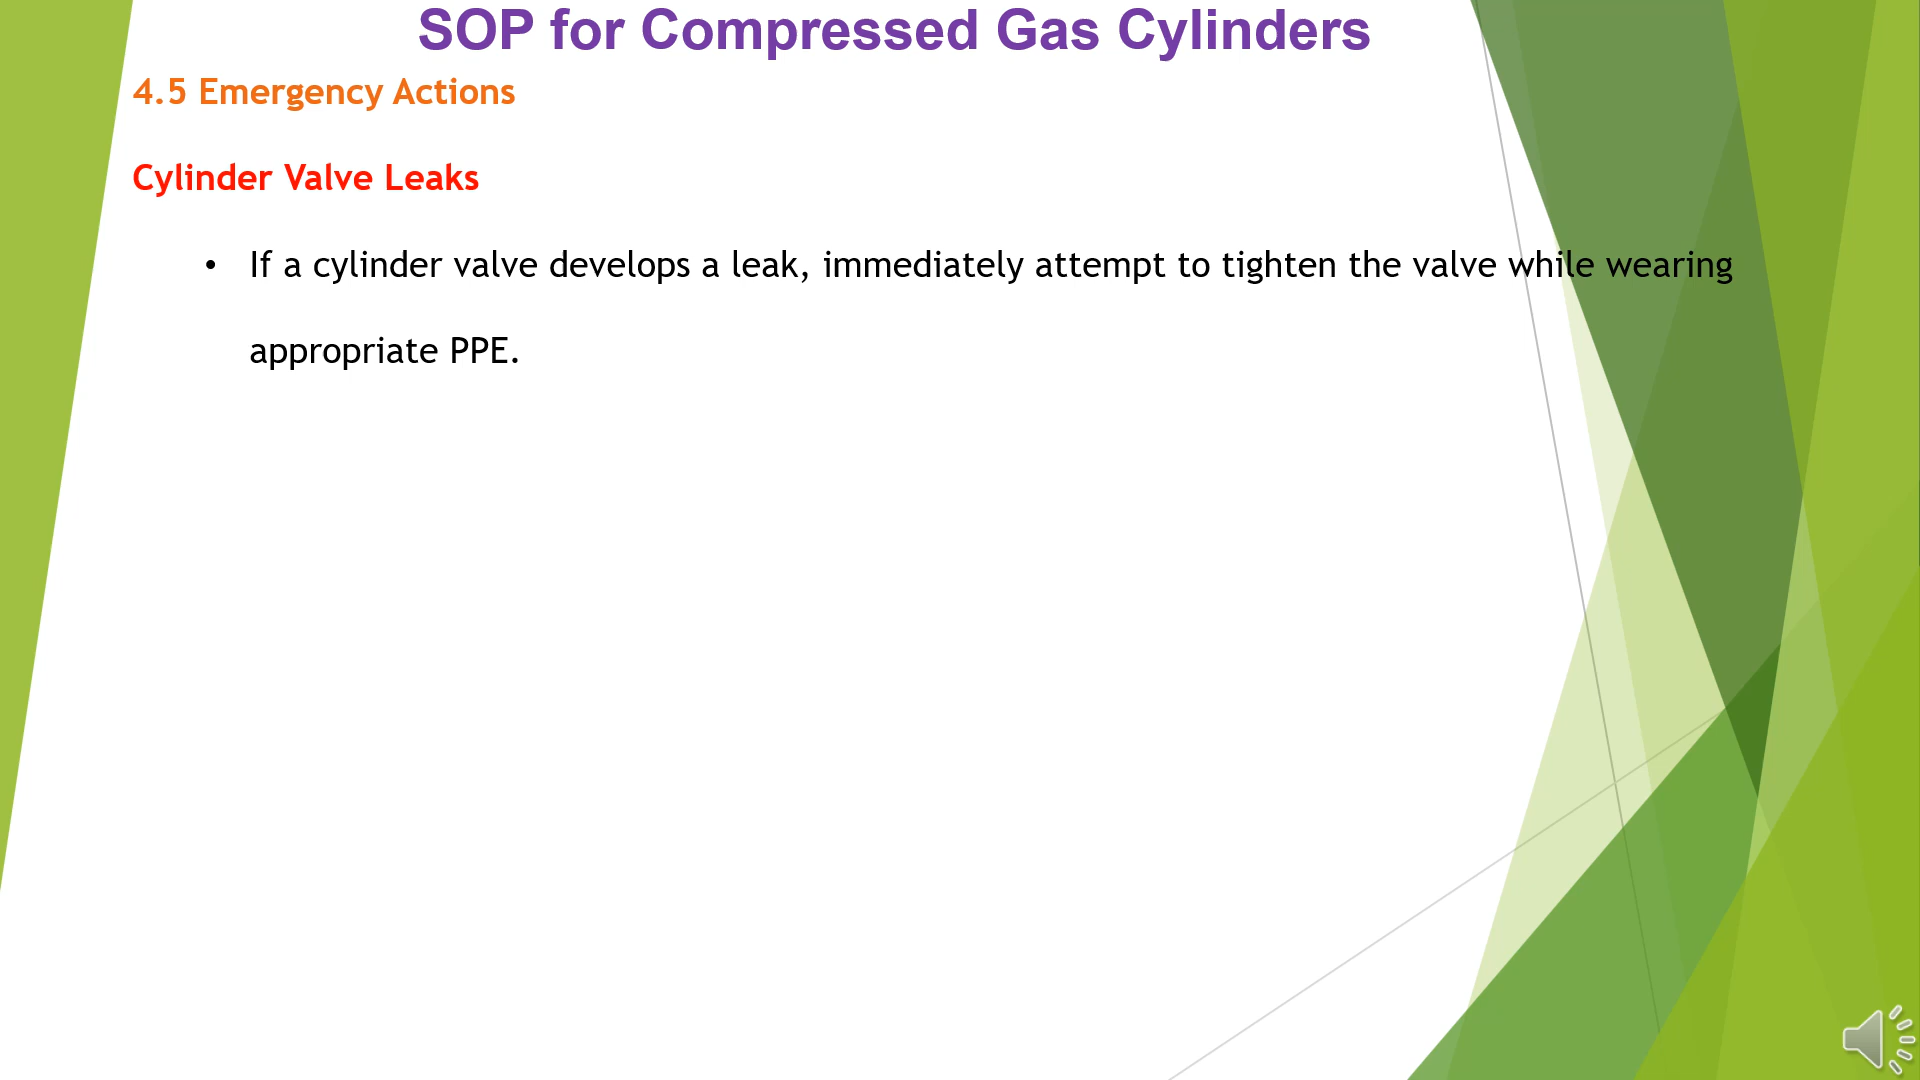 SOP for Compressed Gas Cylinders
4.5 Emergency Actions
Cylinder Valve Leaks
• If a cylinder valve develops a leak, immediately attempt to tighten the valve while wearing
appropriate PPE.